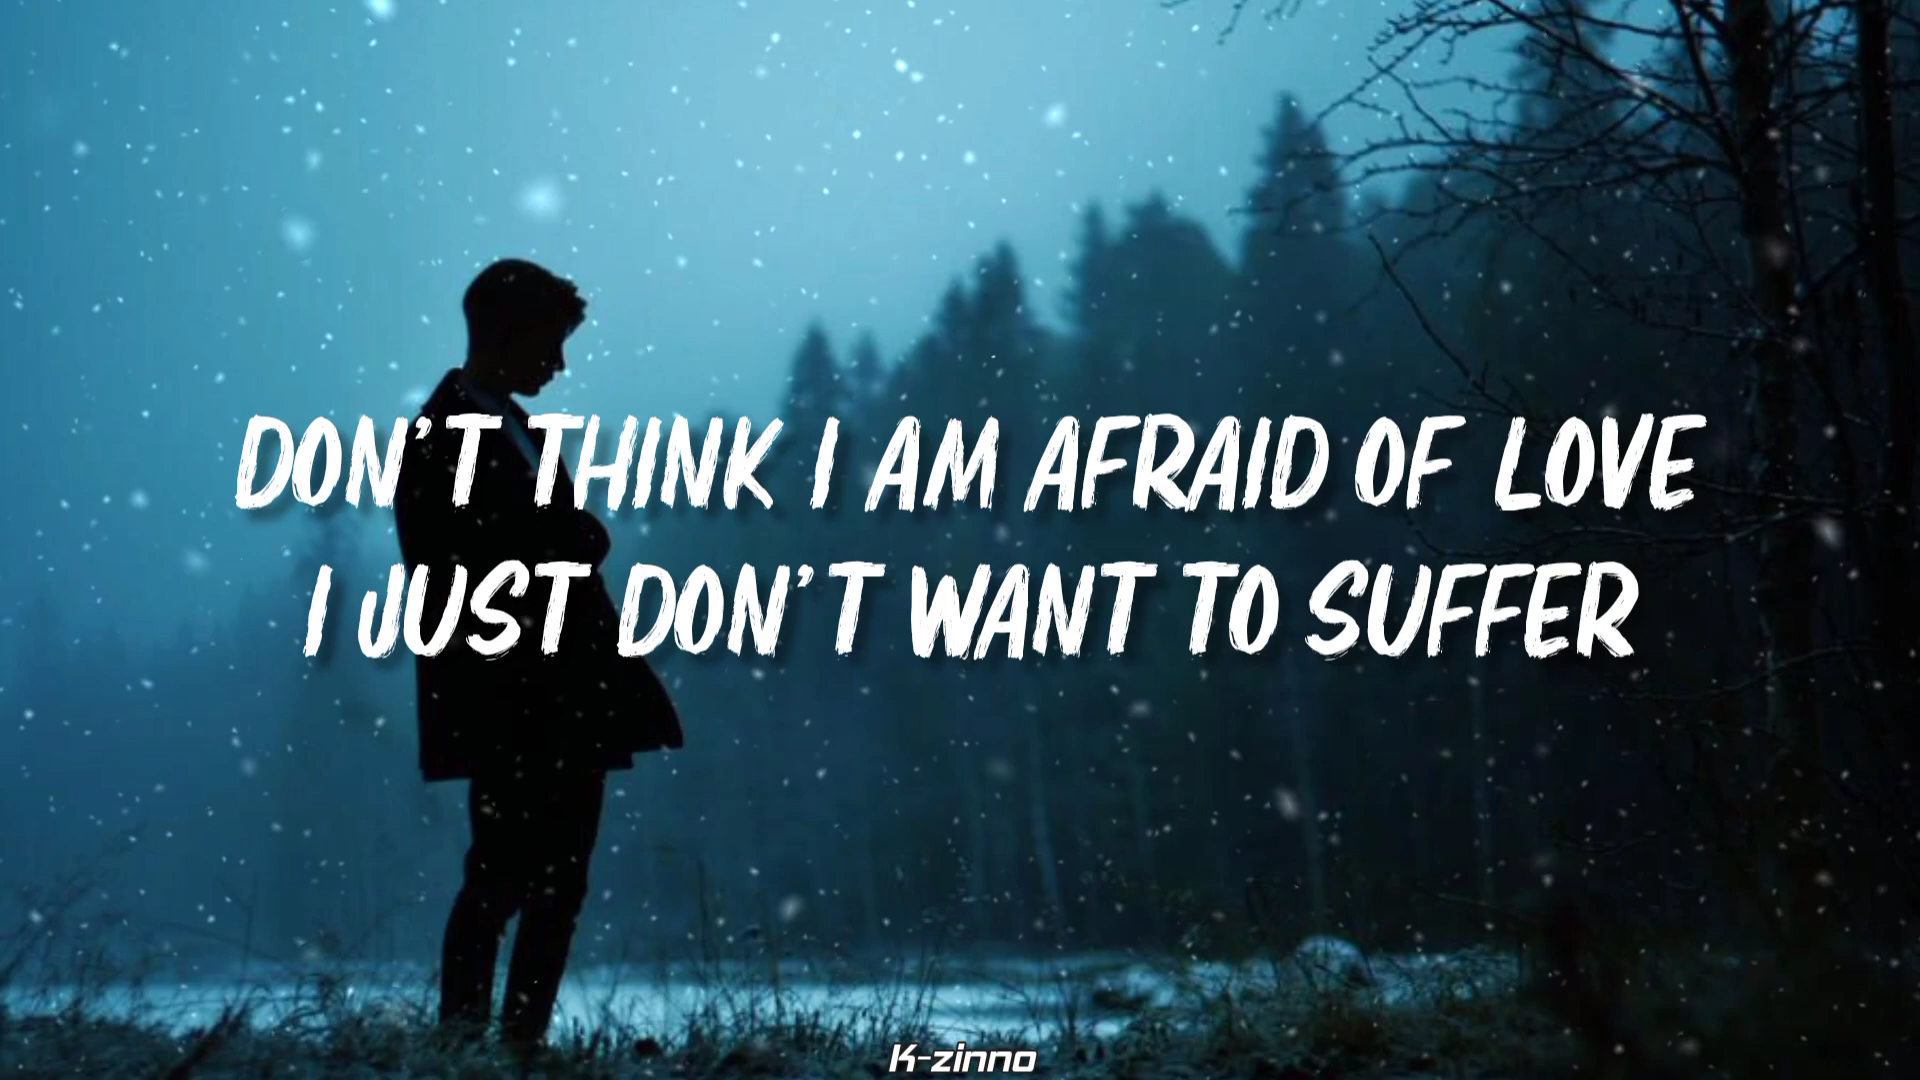 DON'T THINK I AM AFRAID OF LOVE
I JUST DON'T WANT TO SUFFER
K-zinno